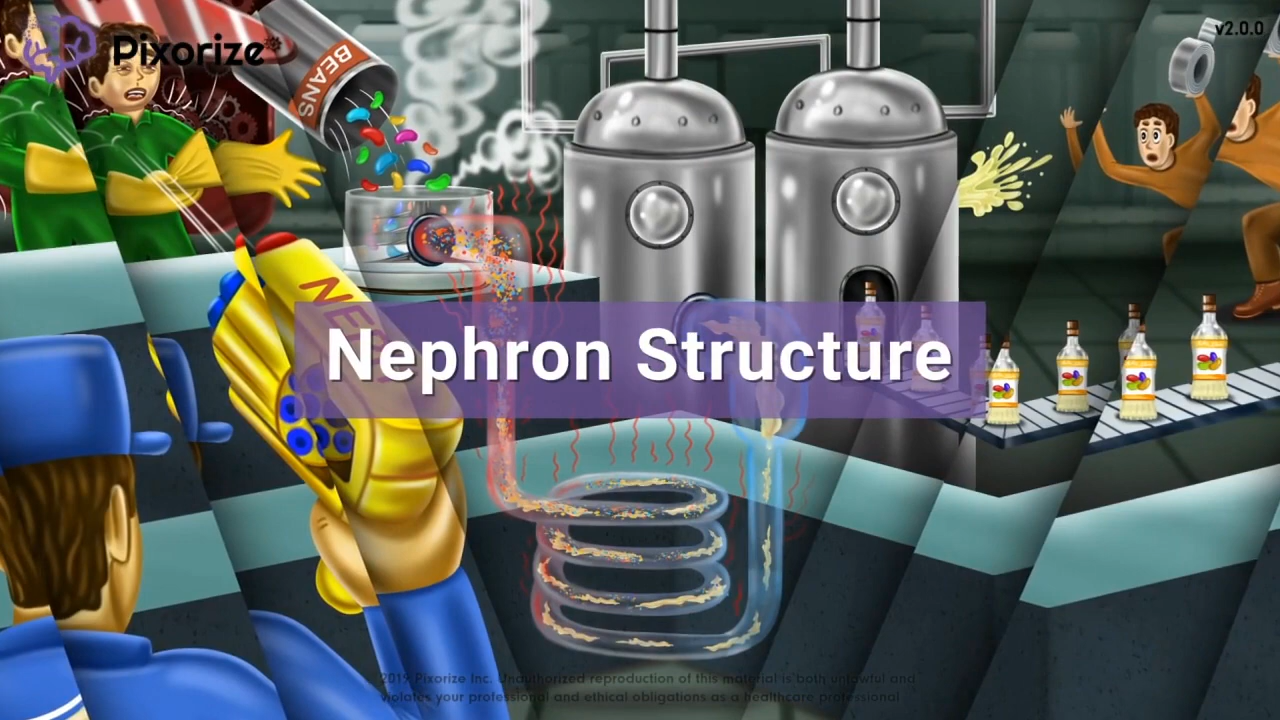 Pixorize
v2.0.0
BEANS
Nephron Structure
2019 Pixorize Inc. Unauthorized reproduction of this material is both unlawful and
violates your professional and ethical obligations as a healthcare professional